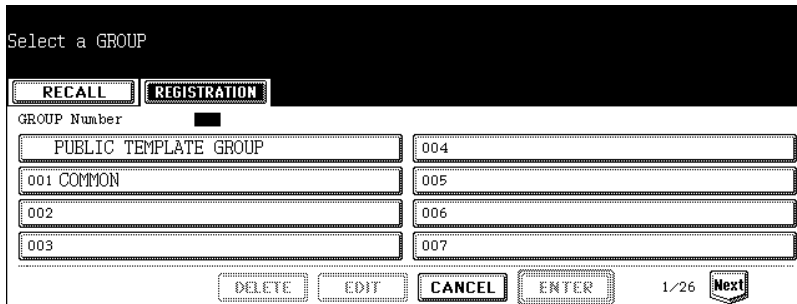 Select a GROUP
RECALL REGISTRATION
GROUP Number
PUBLIC TEMPLATE GROUP 004
001 COMMON 005
002 006
003 007
DELETE EDIT CANCEL ENTER 1/26 Next